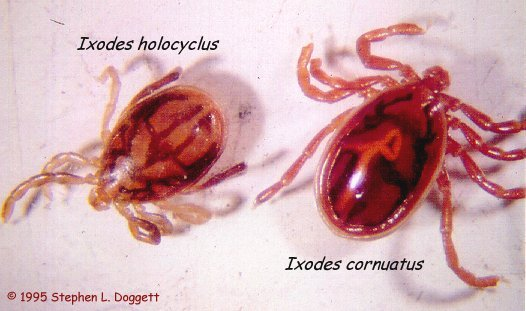 Ixodes holocyclus
Ixodes cornuatus
© 1995 Stephen L. Doggett